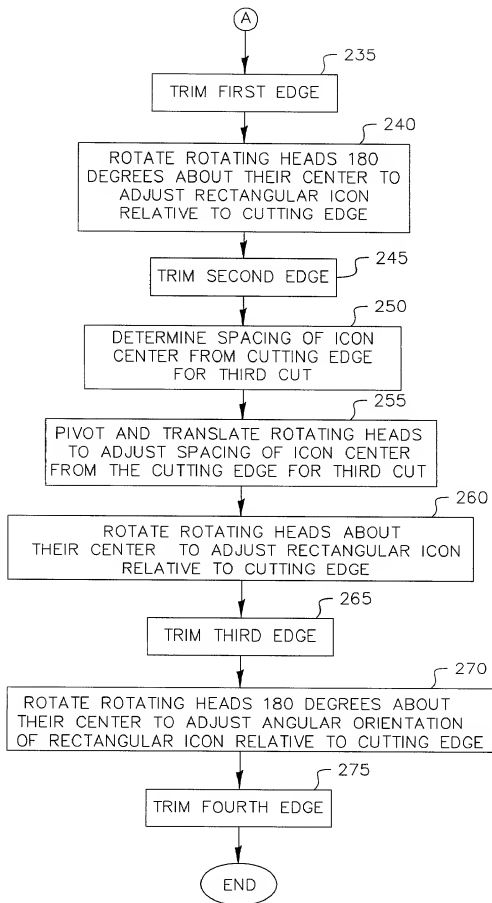 A
235
TRIM FIRST EDGE
240
ROTATE ROTATING HEADS 180
DEGREES ABOUT THEIR CENTER TO
ADJUST RECTANGULAR ICON
RELATIVE TO CUTTING EDGE
245
TRIM SECOND EDGE
250
DETERMINE SPACING OF ICON
CENTER FROM CUTTING EDGE
FOR THIRD CUT
255
PIVOT AND TRANSLATE ROTATING HEADS
TO ADJUST SPACING OF ICON CENTER
FROM THE CUTTING EDGE FOR THIRD CUT
260
ROTATE ROTATING HEADS ABOUT
THEIR CENTER TO ADJUST RECTANGULAR ICON
RELATIVE TO CUTTING EDGE
265
TRIM THIRD EDGE
270
ROTATE ROTATING HEADS 180 DEGREES ABOUT
THEIR CENTER TO ADJUST ANGULAR ORIENTATION
OF RECTANGULAR ICON RELATIVE TO CUTTING EDGE
275
TRIM FOURTH EDGE
END